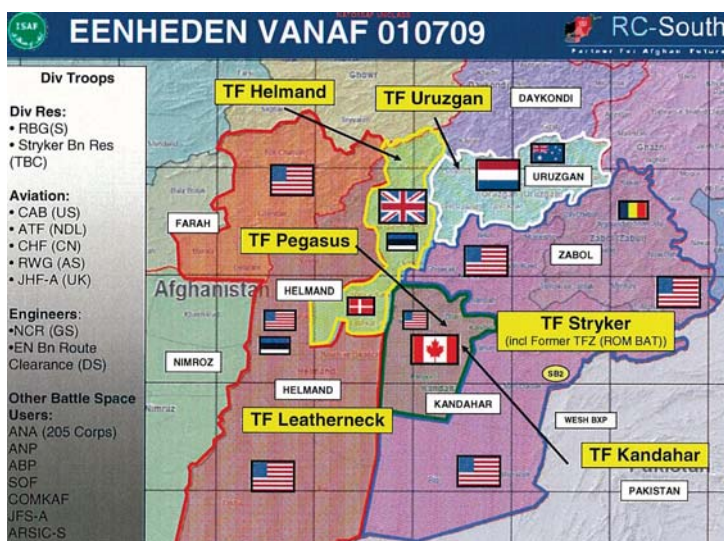 NATO/ISAF UNCLASS
ISAF
EENHEDEN VANAF 010709
RC-South
Partner For Afghan Future
Div Troops
Div Res:
• RBG(S)
• Stryker Bn Res
(TBC)
Aviation:
• CAB (US)
• ATF (NDL)
• CHF (CN)
• RWG (AS)
• JHF-A (UK)
Engineers:
•NCR (GS)
•EN Bn Route
Clearance (DS)
Other Battle Space
Users:
ANA (205 Corps)
ANP
ABP
SOF
COMKAF
JFS-A
ARSIC-S
TF Helmand
TF Uruzgan
DAYKONDI
URUZGAN
FARAH
TF Pegasus
ZABOL
Afghanistan
HELMAND
TF Stryker
(incl Former TFZ (ROM BAT))
NIMROZ
SB2
HELMAND
KANDAHAR
WESH BXP
TF Leatherneck
TF Kandahar
Pakistan
PAKISTAN